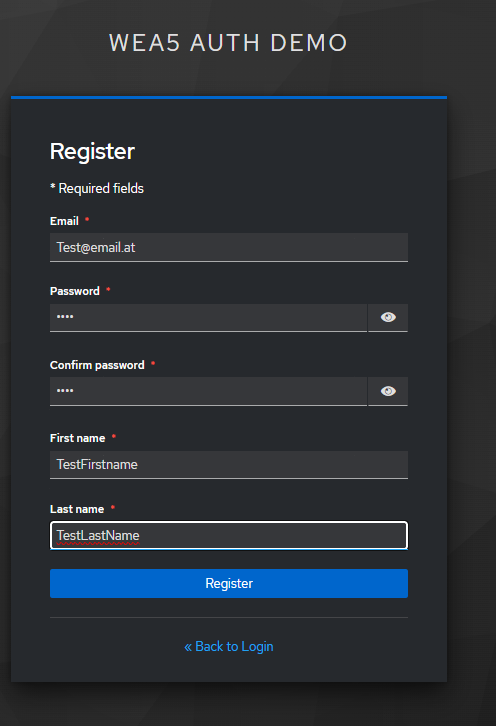 WEA5 AUTH DEMO
Register
* Required fields
Email *
Test@email.at
Password *
••••
Confirm password *
••••
First name *
TestFirstname
Last name *
TestLastName
Register
« Back to Login